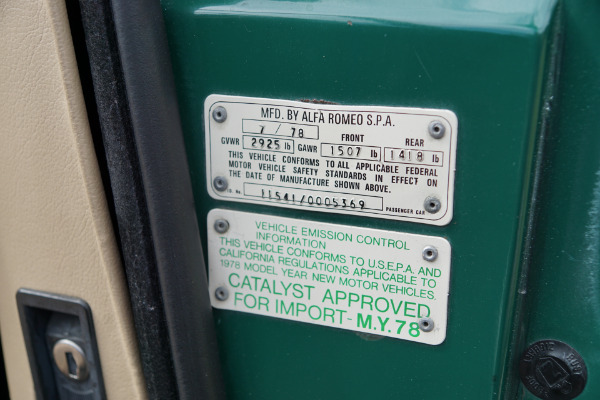 MFD. BY ALFA ROMEO S.P.A.
7 / 78 FRONT REAR
GVWR 2925 lb GAWR 1507 lb 1418 lb
THIS VEHICLE CONFORMS TO ALL APPLICABLE FEDERAL
MOTOR VEHICLE SAFETY STANDARDS IN EFFECT ON
THE DATE OF MANUFACTURE SHOWN ABOVE.
I.D. No. 11541/0005369 PASSENGER CAR
VEHICLE EMISSION CONTROL
INFORMATION
THIS VEHICLE CONFORMS TO U.S.E.P.A. AND
CALIFORNIA REGULATIONS APPLICABLE TO
1978 MODEL YEAR NEW MOTOR VEHICLES.
CATALYST APPROVED
FOR IMPORT-M.Y. 78